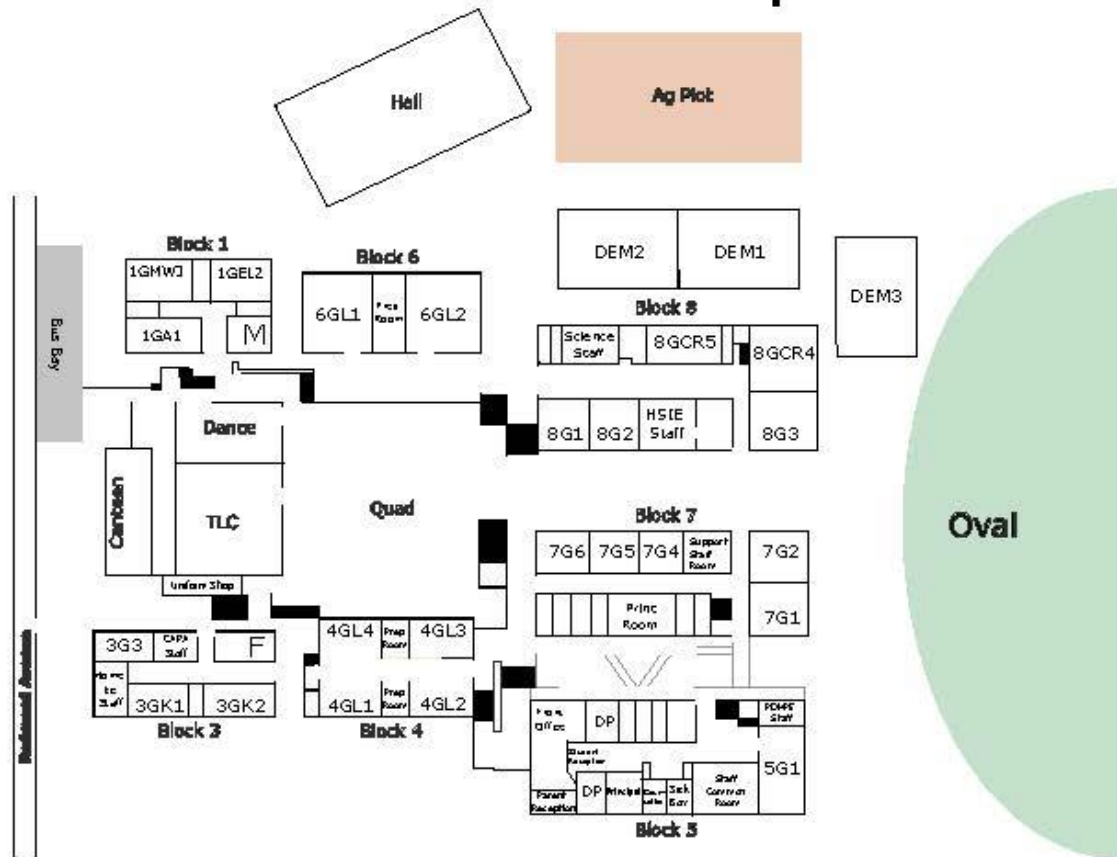 Hall
Ag Plot
Block 1
1GMWJ
1GEL2
1GA1
M
Block 6
6GL1
Prep
Room
6GL2
DEM2
DEM1
DEM3
Block 8
Science
Staff
8GCR5
8GCR4
8G1
8G2
HSIE
Staff
8G3
Bus Bay
Dance
Canteen
TLC
Quad
Uniform Shop
Oval
Block 7
7G6
7G5
7G4
Support
Staff
Room
7G2
Print
Room
7G1
3G3
CAPA
Staff
F
Staff
3GK1
3GK2
Block 3
4GL4
Prep
Room
4GL3
4GL1
Prep
Room
4GL2
Block 4
Front
Office
DP
Student
Reception
PDHPE
Staff
5G1
Parent
Reception
DP
Principal
Sick
Bay
Staff
Common
Room
Block 5